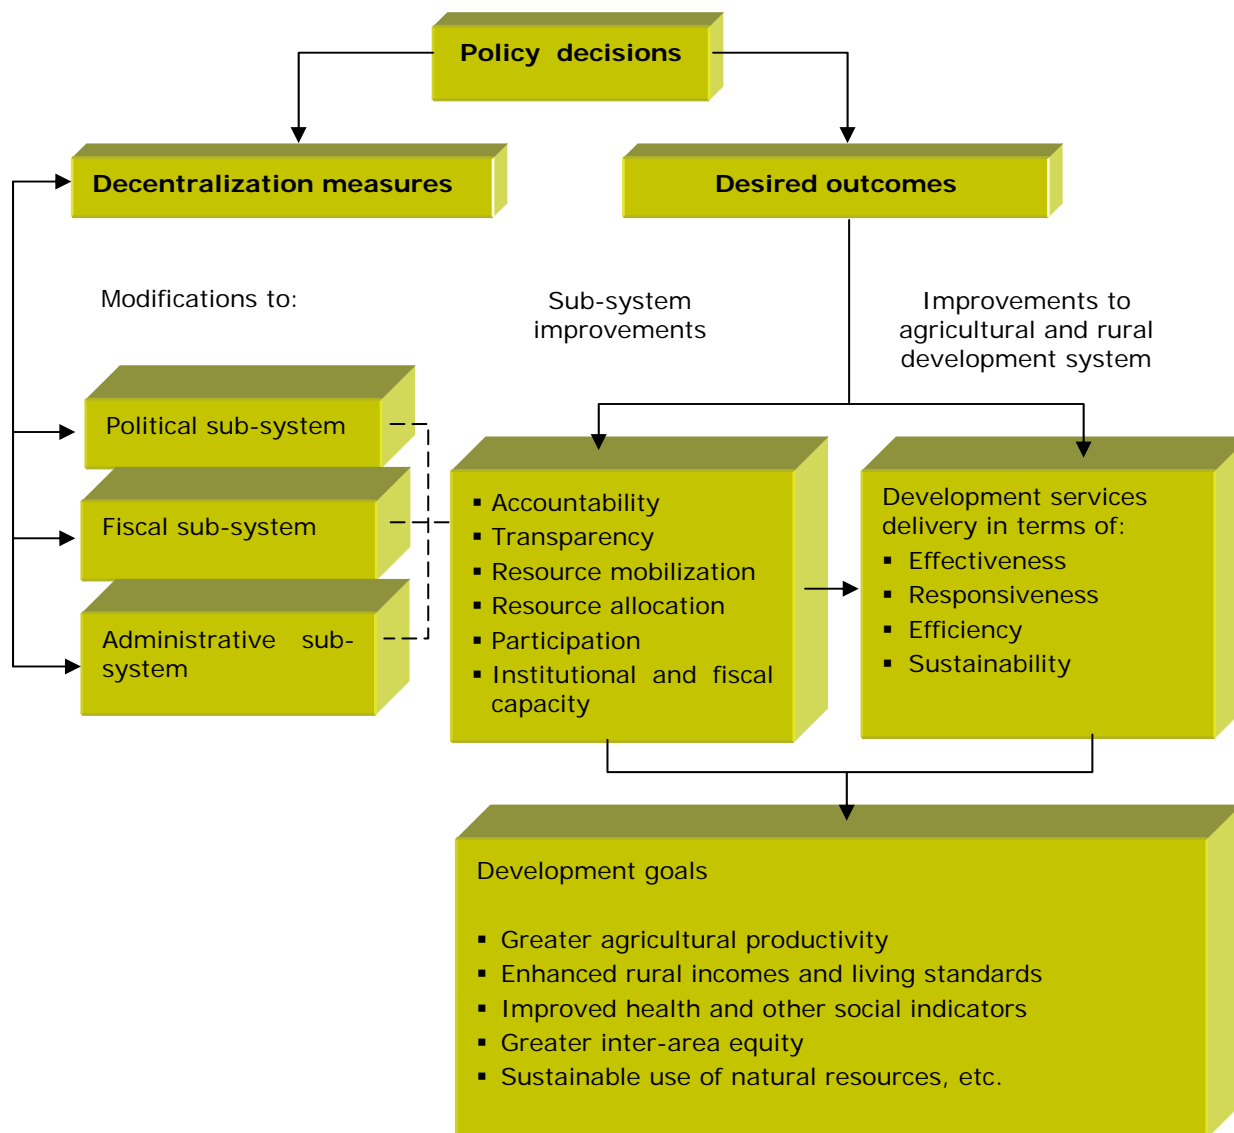 Policy decisions
Decentralization measures
Desired outcomes
Modifications to:
Sub-system
improvements
Improvements to
agricultural and rural
development system
Political sub-system
Fiscal sub-system
Administrative sub-
system
▪ Accountability
▪ Transparency
▪ Resource mobilization
▪ Resource allocation
▪ Participation
▪ Institutional and fiscal
capacity
Development services
delivery in terms of:
▪ Effectiveness
▪ Responsiveness
▪ Efficiency
▪ Sustainability
Development goals
▪ Greater agricultural productivity
▪ Enhanced rural incomes and living standards
▪ Improved health and other social indicators
▪ Greater inter-area equity
▪ Sustainable use of natural resources, etc.